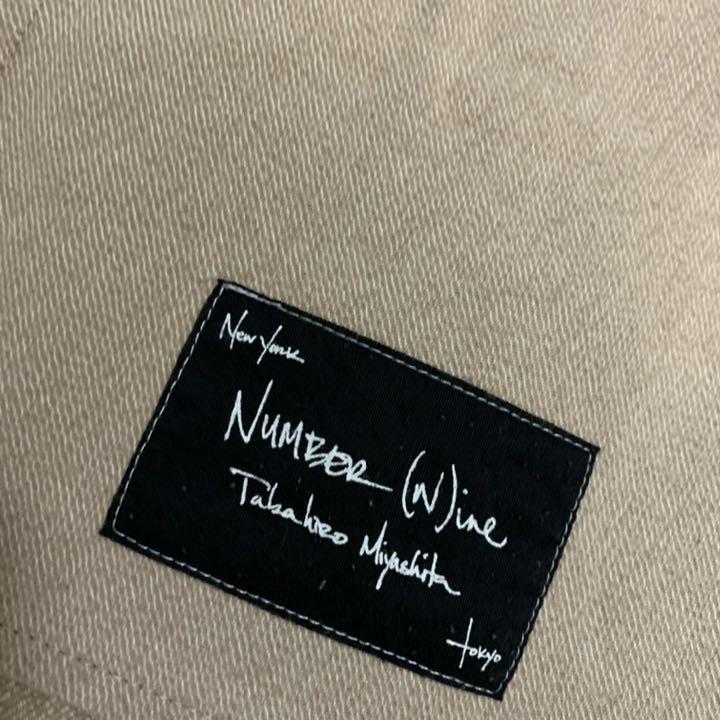 New York
NUMBER (N)ine
Takahiro Miyashita
tokyo